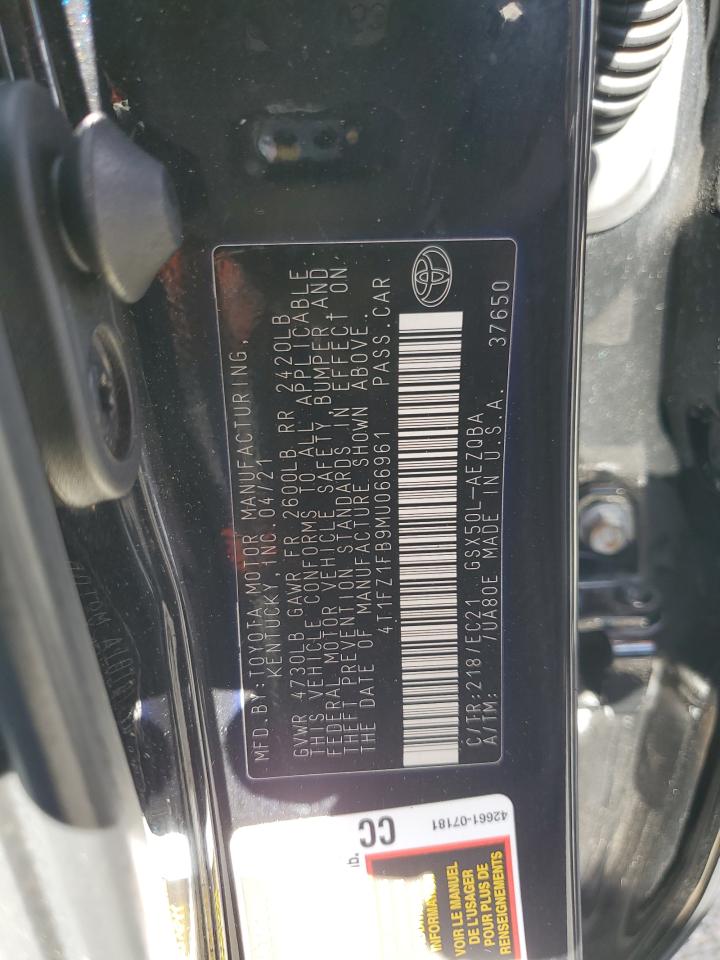 MFD. BY: TOYOTA MOTOR MANUFACTURING,
KENTUCKY, INC. 04/21
GVWR 4730LB GAWR FR 2600LB RR 2420LB
THIS VEHICLE CONFORMS TO ALL APPLICABLE
FEDERAL MOTOR VEHICLE SAFETY, BUMPER AND
THEFT PREVENTION STANDARDS IN EFFECT ON
THE DATE OF MANUFACTURE SHOWN ABOVE.
4T1FZ1FB9MU066961 PASS. CAR
C/TR: 218/EC21 GSX50L-AEZQBA
A/TM: /UA80E MADE IN U.S.A. 37650
CC
42661-07181
VOIR LE MANUEL
DE L'USAGER
POUR PLUS DE
RENSEIGNEMENTS